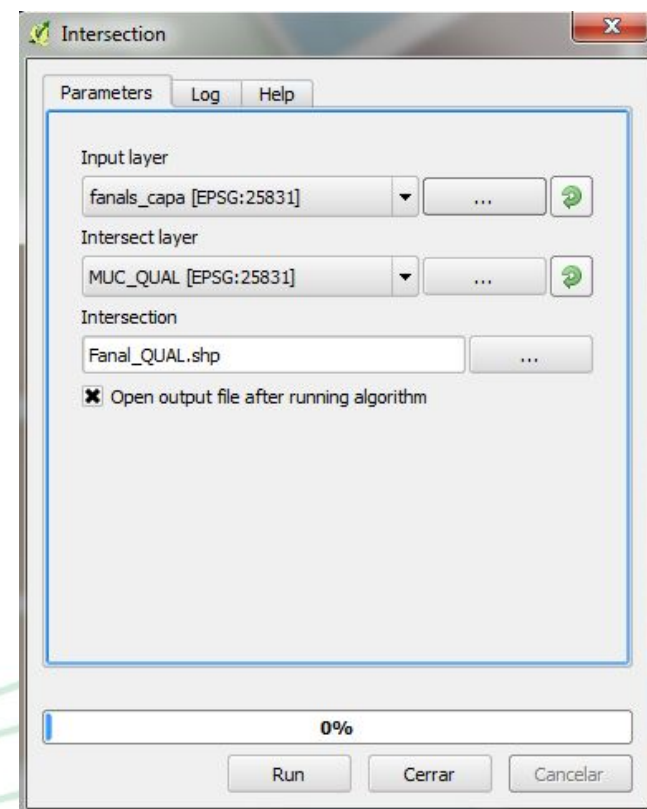 Intersection
Parameters Log Help
Input layer
fanals_capa [EPSG:25831] ...
Intersect layer
MUC_QUAL [EPSG:25831] ...
Intersection
Fanal_QUAL.shp ...
Open output file after running algorithm
0%
Run Cerrar Cancelar